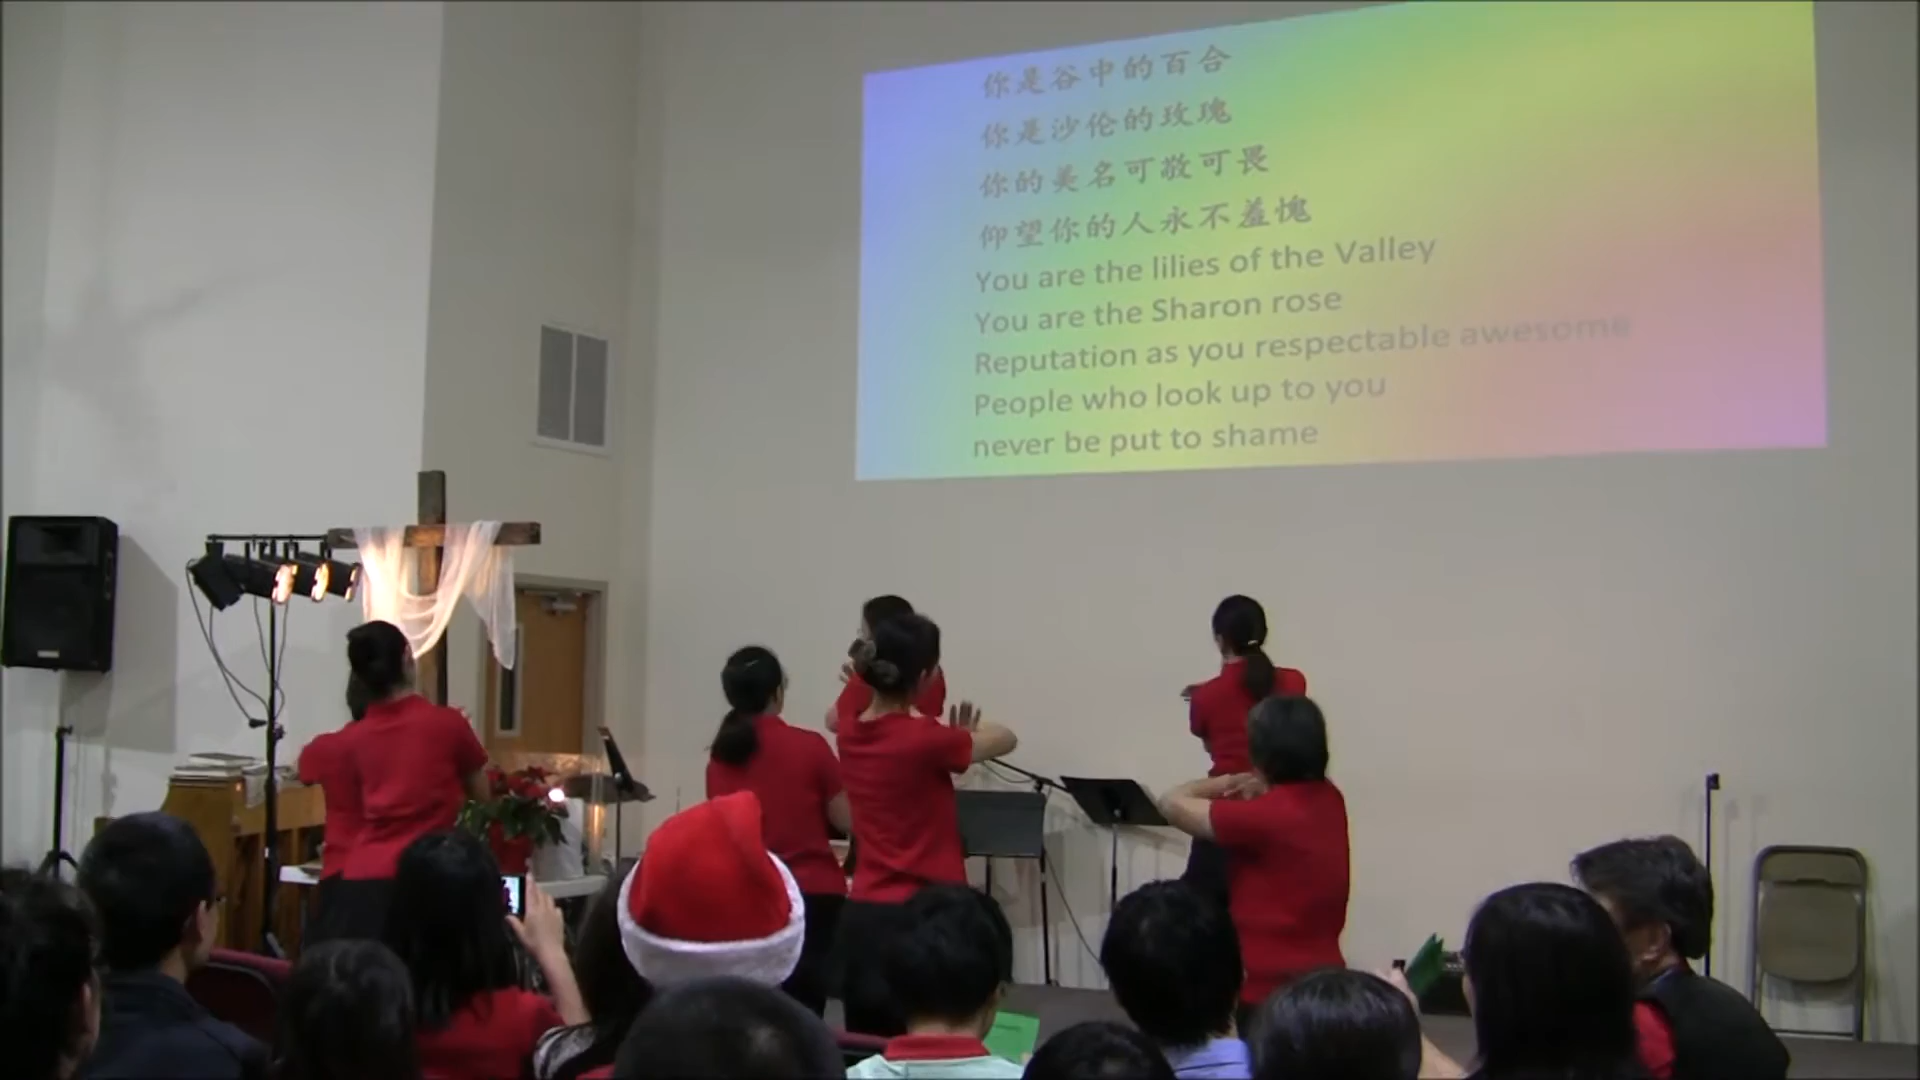 你是谷中的百合
你是沙伦的玫瑰
你的美名可敬可畏
仰望你的人永不羞愧
You are the lilies of the Valley
You are the Sharon rose
Reputation as you respectable awesome
People who look up to you
never be put to shame